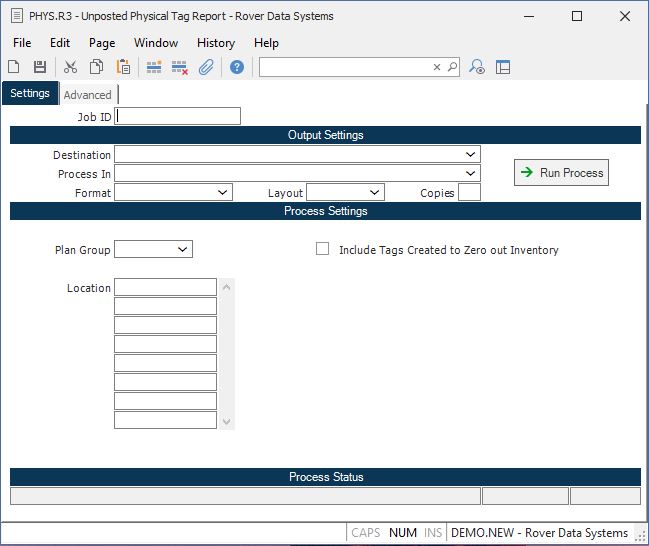 PHYS.R3 - Unposted Physical Tag Report - Rover Data Systems
File Edit Page Window History Help
Settings Advanced
Job ID
Output Settings
Destination
Process In
Run Process
Format Layout Copies
Process Settings
Plan Group Include Tags Created to Zero out Inventory
Location
Process Status
CAPS NUM INS DEMO.NEW - Rover Data Systems